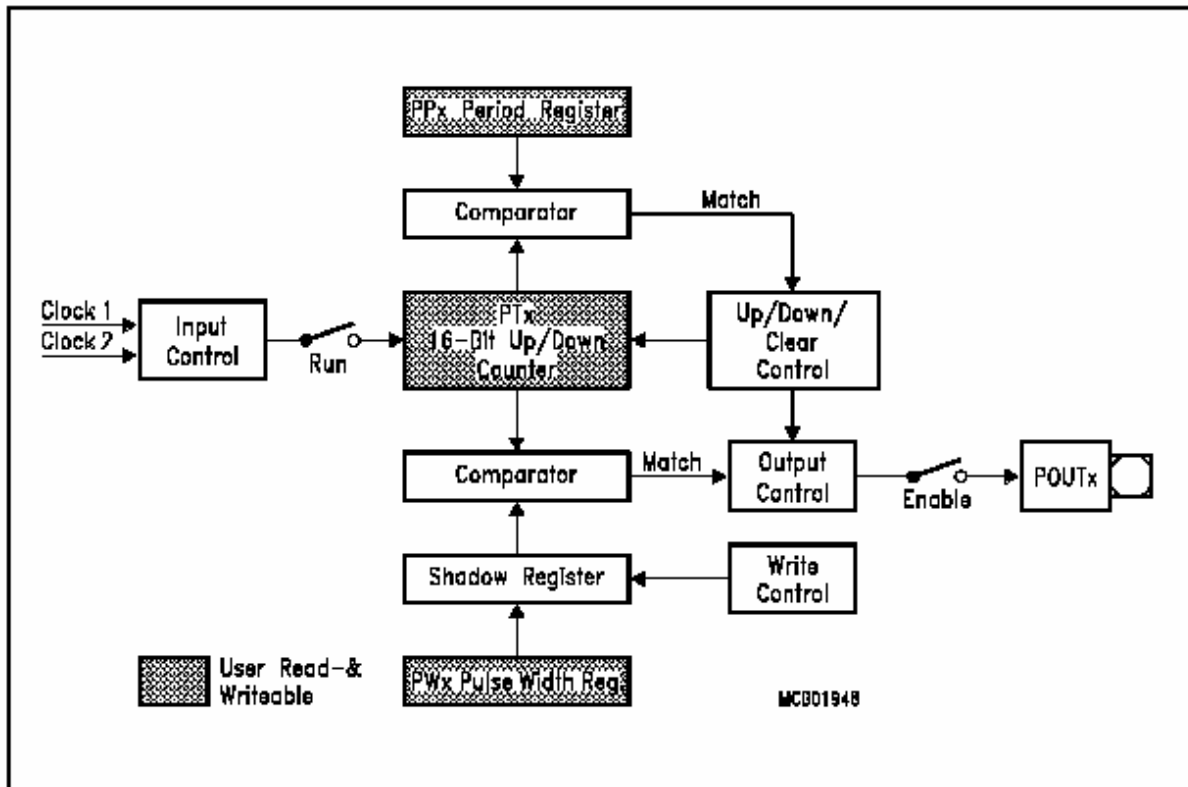 PPx Period Register
Comparator
Match
Clock 1
Clock 2
Input
Control
Run
PTx
16-Bit Up/Down
Counter
Up/Down/
Clear
Control
Comparator
Match
Output
Control
Enable
POUTx
Shadow Register
Write
Control
User Read-&
Writeable
PWx Pulse Width Reg.
MCB01948